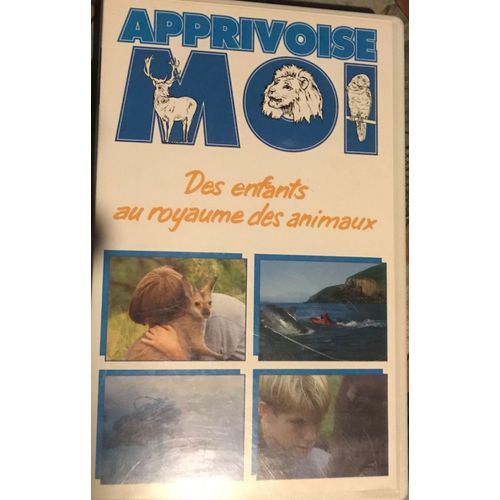 APPRIVOISE
MOI
Des enfants
au royaume des animaux